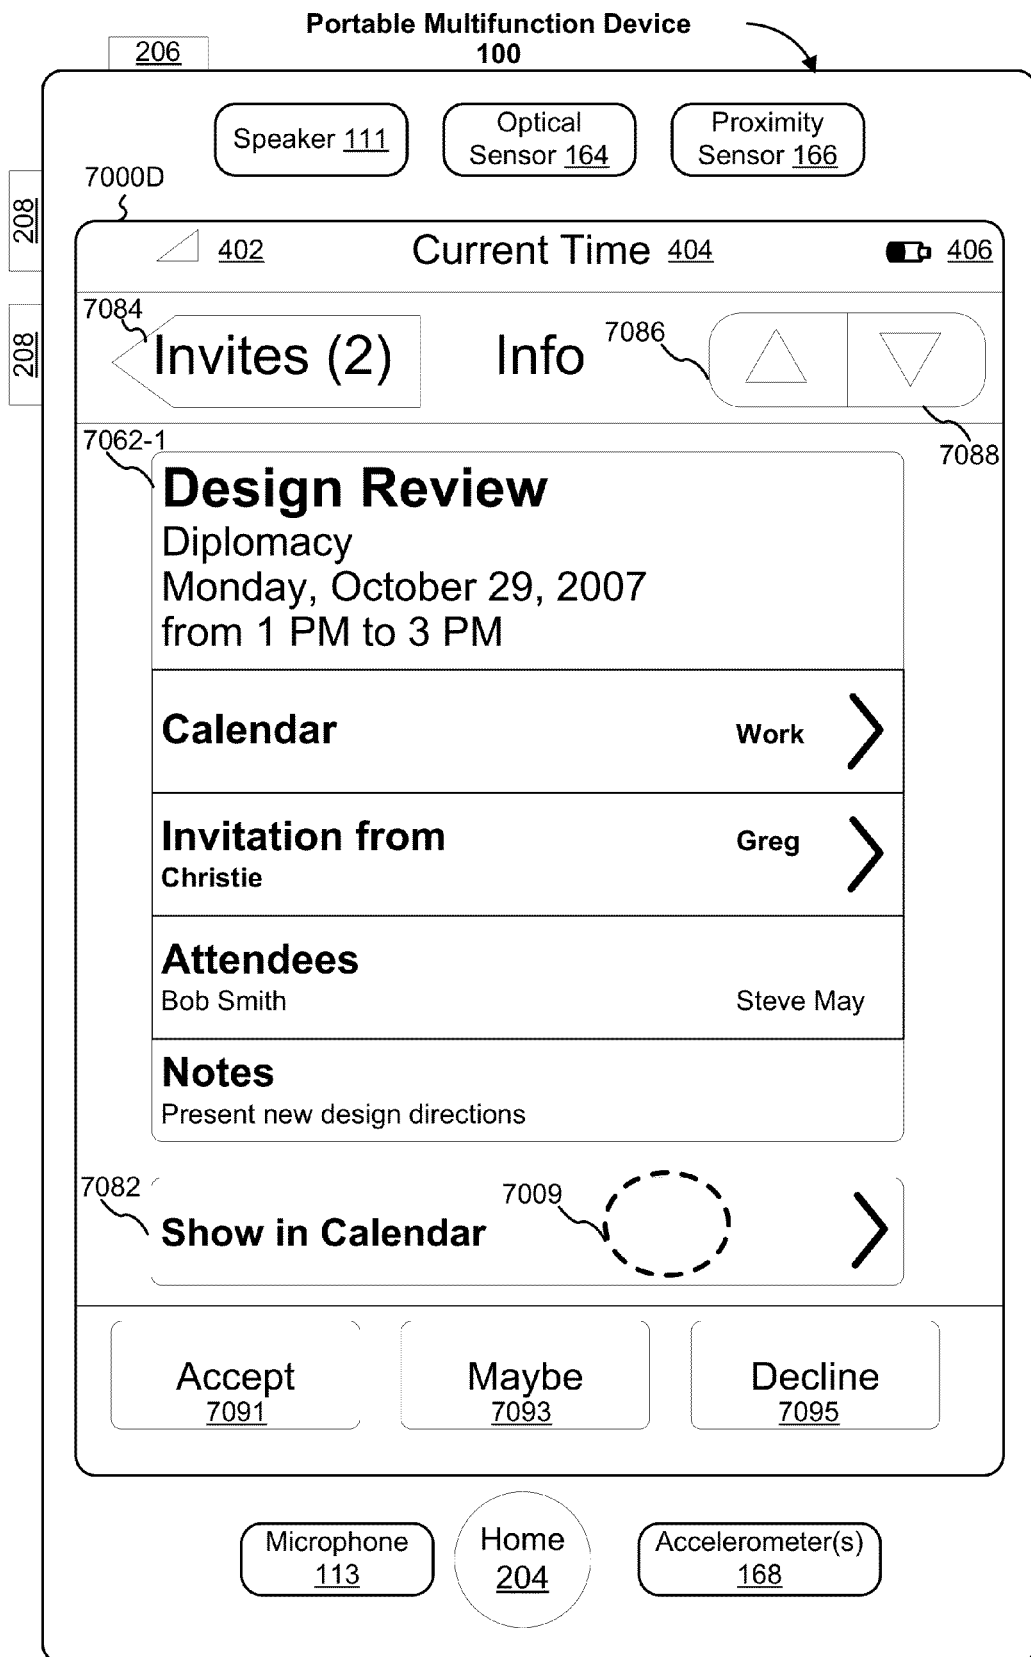 Portable Multifunction Device
100
206
Speaker 111
Optical
Sensor 164
Proximity
Sensor 166
7000D
208
402
Current Time 404
406
7084
Invites (2)
Info
7086
208
7088
7062-1
Design Review
Diplomacy
Monday, October 29, 2007
from 1 PM to 3 PM
Calendar
Work
Invitation from
Greg
Christie
Attendees
Bob Smith
Steve May
Notes
Present new design directions
7082
7009
Show in Calendar
Accept
7091
Maybe
7093
Decline
7095
Microphone
113
Home
204
Accelerometer(s)
168